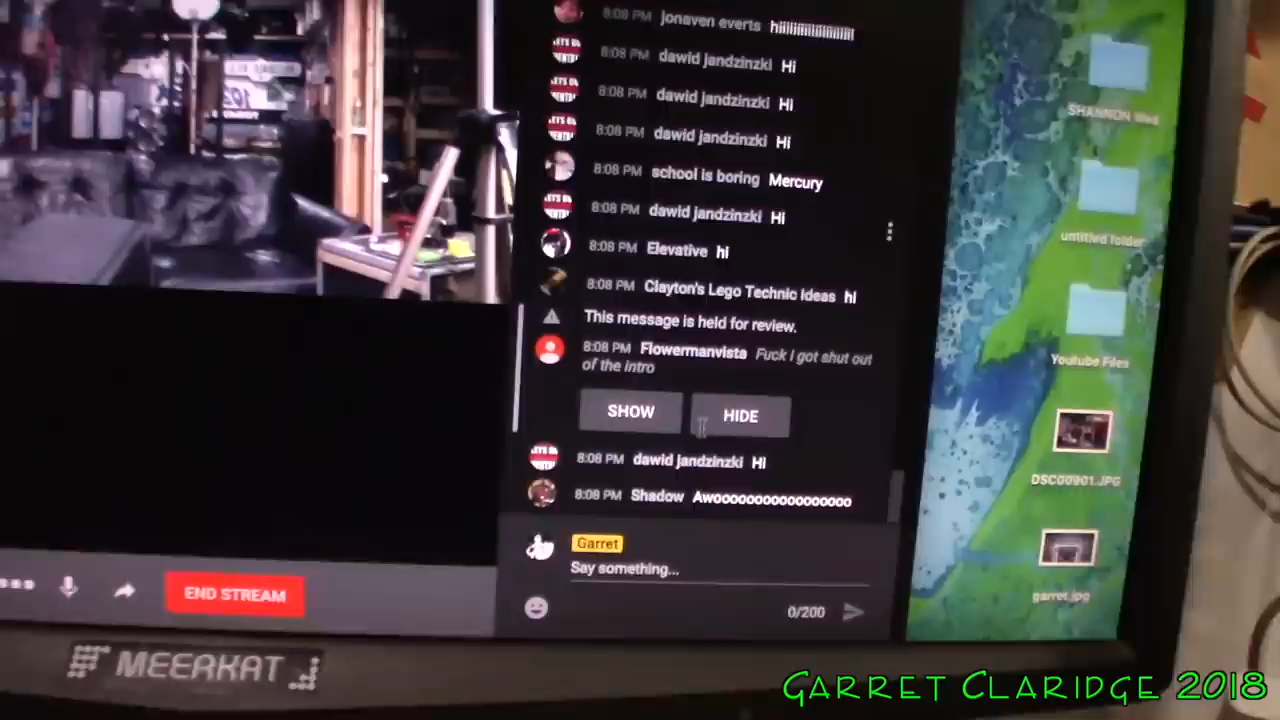 8:08 PM Jonaven everts hiiiiiiiiiiiiiiiiiiiii
8:08 PM dawid jandzinzki Hi
8:08 PM dawid jandzinzki Hi
8:08 PM dawid jandzinzki Hi
8:08 PM school is boring Mercury
8:08 PM dawid jandzinzki Hi
8:08 PM Elevative hi
8:08 PM Clayton's Lego Technic Ideas hi
This message is held for review.
8:08 PM Flowermanvista Fuck I got shut out
of the intro
SHOW HIDE
8:08 PM dawid jandzinzki Hi
8:08 PM Shadow Awooooooooooooooooo
Garret
Say something...
0/200
END STREAM
MEERKAT
SHANNON Wed
untitled folder
Youtube Files
DSC00901.JPG
garret.jpg
GARRET CLARIDGE 2018